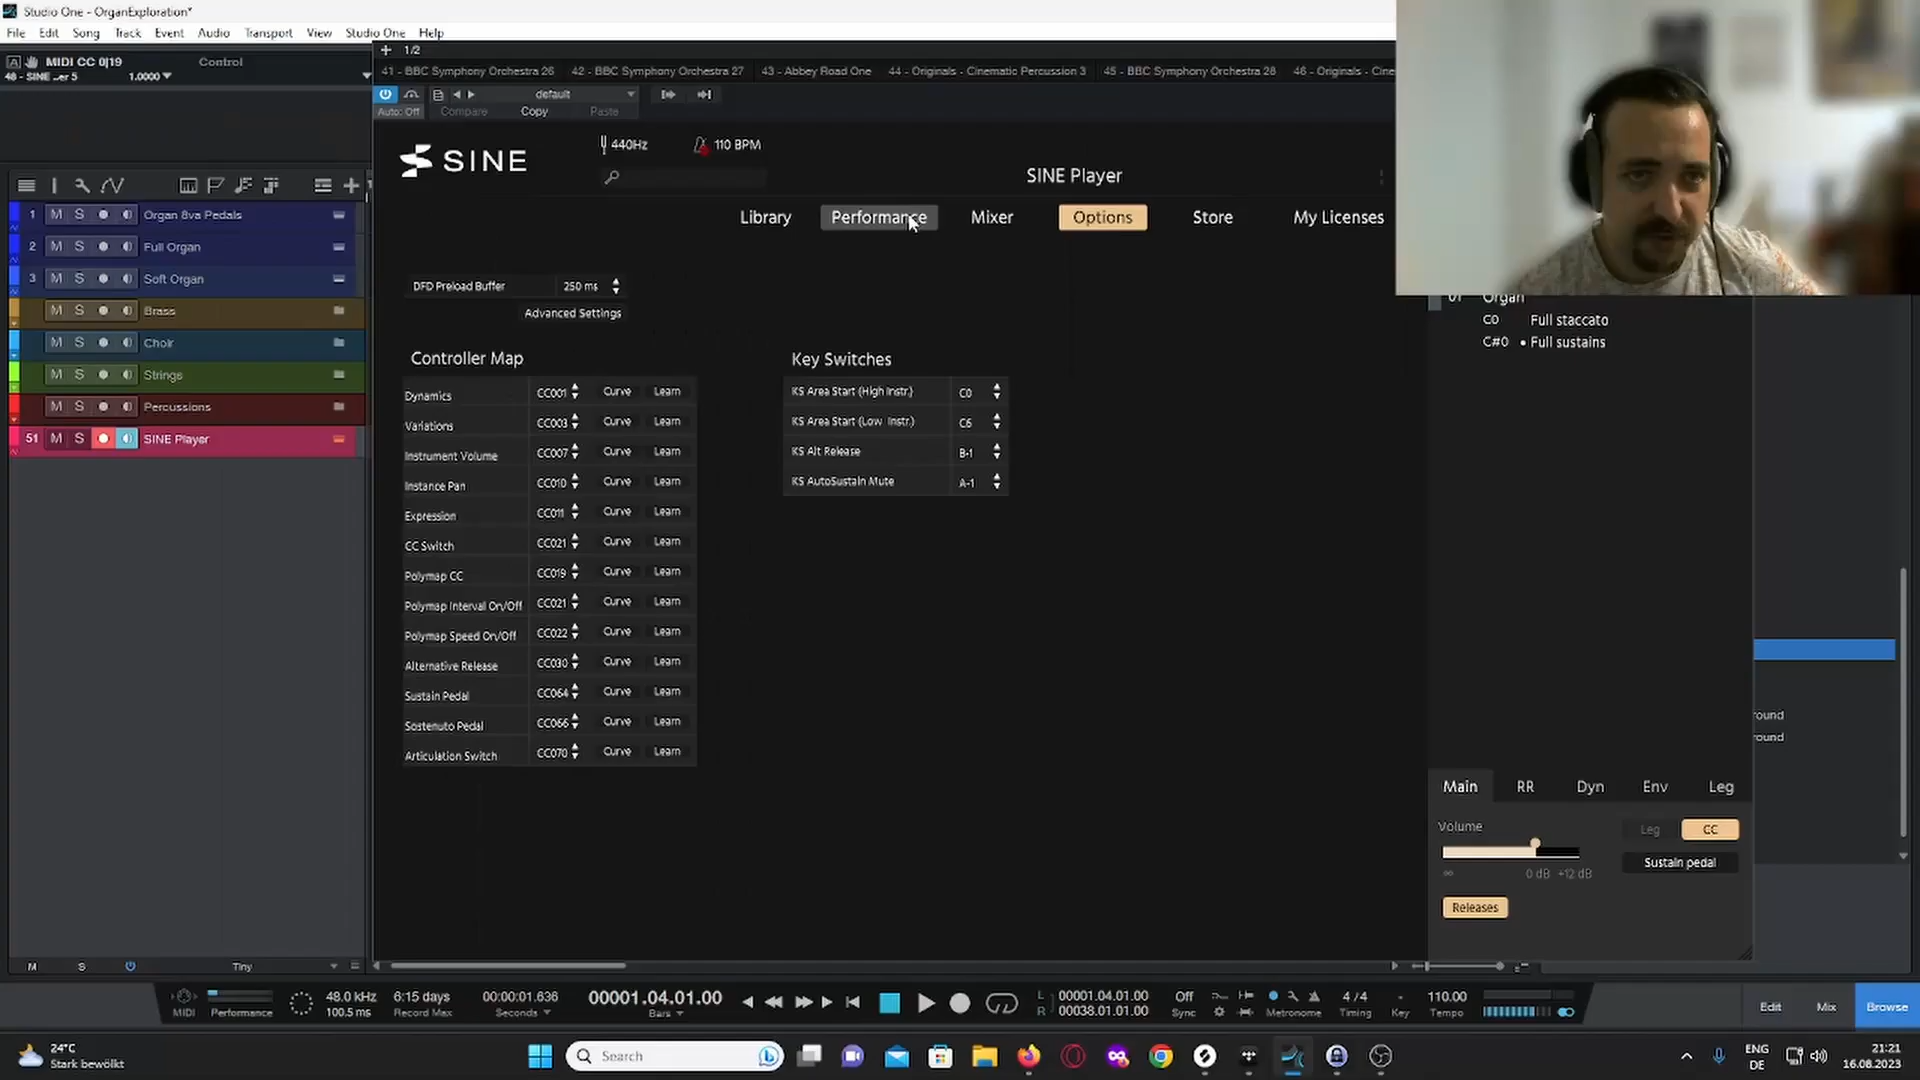 Studio One - OrganExploration*
File Edit Song Track Event Audio Transport View Studio One Help
MIDI CC 0|19 Control
48 - SINE ...er 5 1.0000
1/2
41 - BBC Symphony Orchestra 26 42 - BBC Symphony Orchestra 27 43 - Abbey Road One 44 - Originals - Cinematic Percussion 3 45 - BBC Symphony Orchestra 28 46 - Originals - Cine
default
Auto: Off Compare Copy Paste
SINE
440Hz 110 BPM
SINE Player
Library Performance Mixer Options Store My Licenses
1 M S Organ 8va Pedals
2 M S Full Organ
3 M S Soft Organ
M S Brass
M S Choir
M S Strings
M S Percussions
51 M S SINE Player
DFD Preload Buffer 250 ms
Advanced Settings
Controller Map
Dynamics CC001 Curve Learn
Variations CC003 Curve Learn
Instrument Volume CC007 Curve Learn
Instance Pan CC010 Curve Learn
Expression CC011 Curve Learn
CC Switch CC021 Curve Learn
Polymap CC CC019 Curve Learn
Polymap Interval On/Off CC021 Curve Learn
Polymap Speed On/Off CC022 Curve Learn
Alternative Release CC030 Curve Learn
Sustain Pedal CC064 Curve Learn
Sostenuto Pedal CC066 Curve Learn
Articulation Switch CC070 Curve Learn
Key Switches
KS Area Start (High Instr.) C0
KS Area Start (Low Instr.) C6
KS Alt Release B-1
KS AutoSustain Mute A-1
01 Organ
C0 Full staccato
C#0 • Full sustains
round
round
Main RR Dyn Env Leg
Volume Leg CC
Sustain pedal
∞ 0 dB +12 dB
Releases
M S Tiny
MIDI Performance
48.0 kHz
100.5 ms
6:15 days
Record Max
00:00:01.636
Seconds
00001.04.01.00
Bars
L 00001.04.01.00
R 00038.01.01.00
Off
Sync
Metronome
4 / 4
Timing
-
Key
110.00
Tempo
Edit Mix Browse
24°C
Stark bewölkt
Search
ENG
DE
21:21
16.08.2023